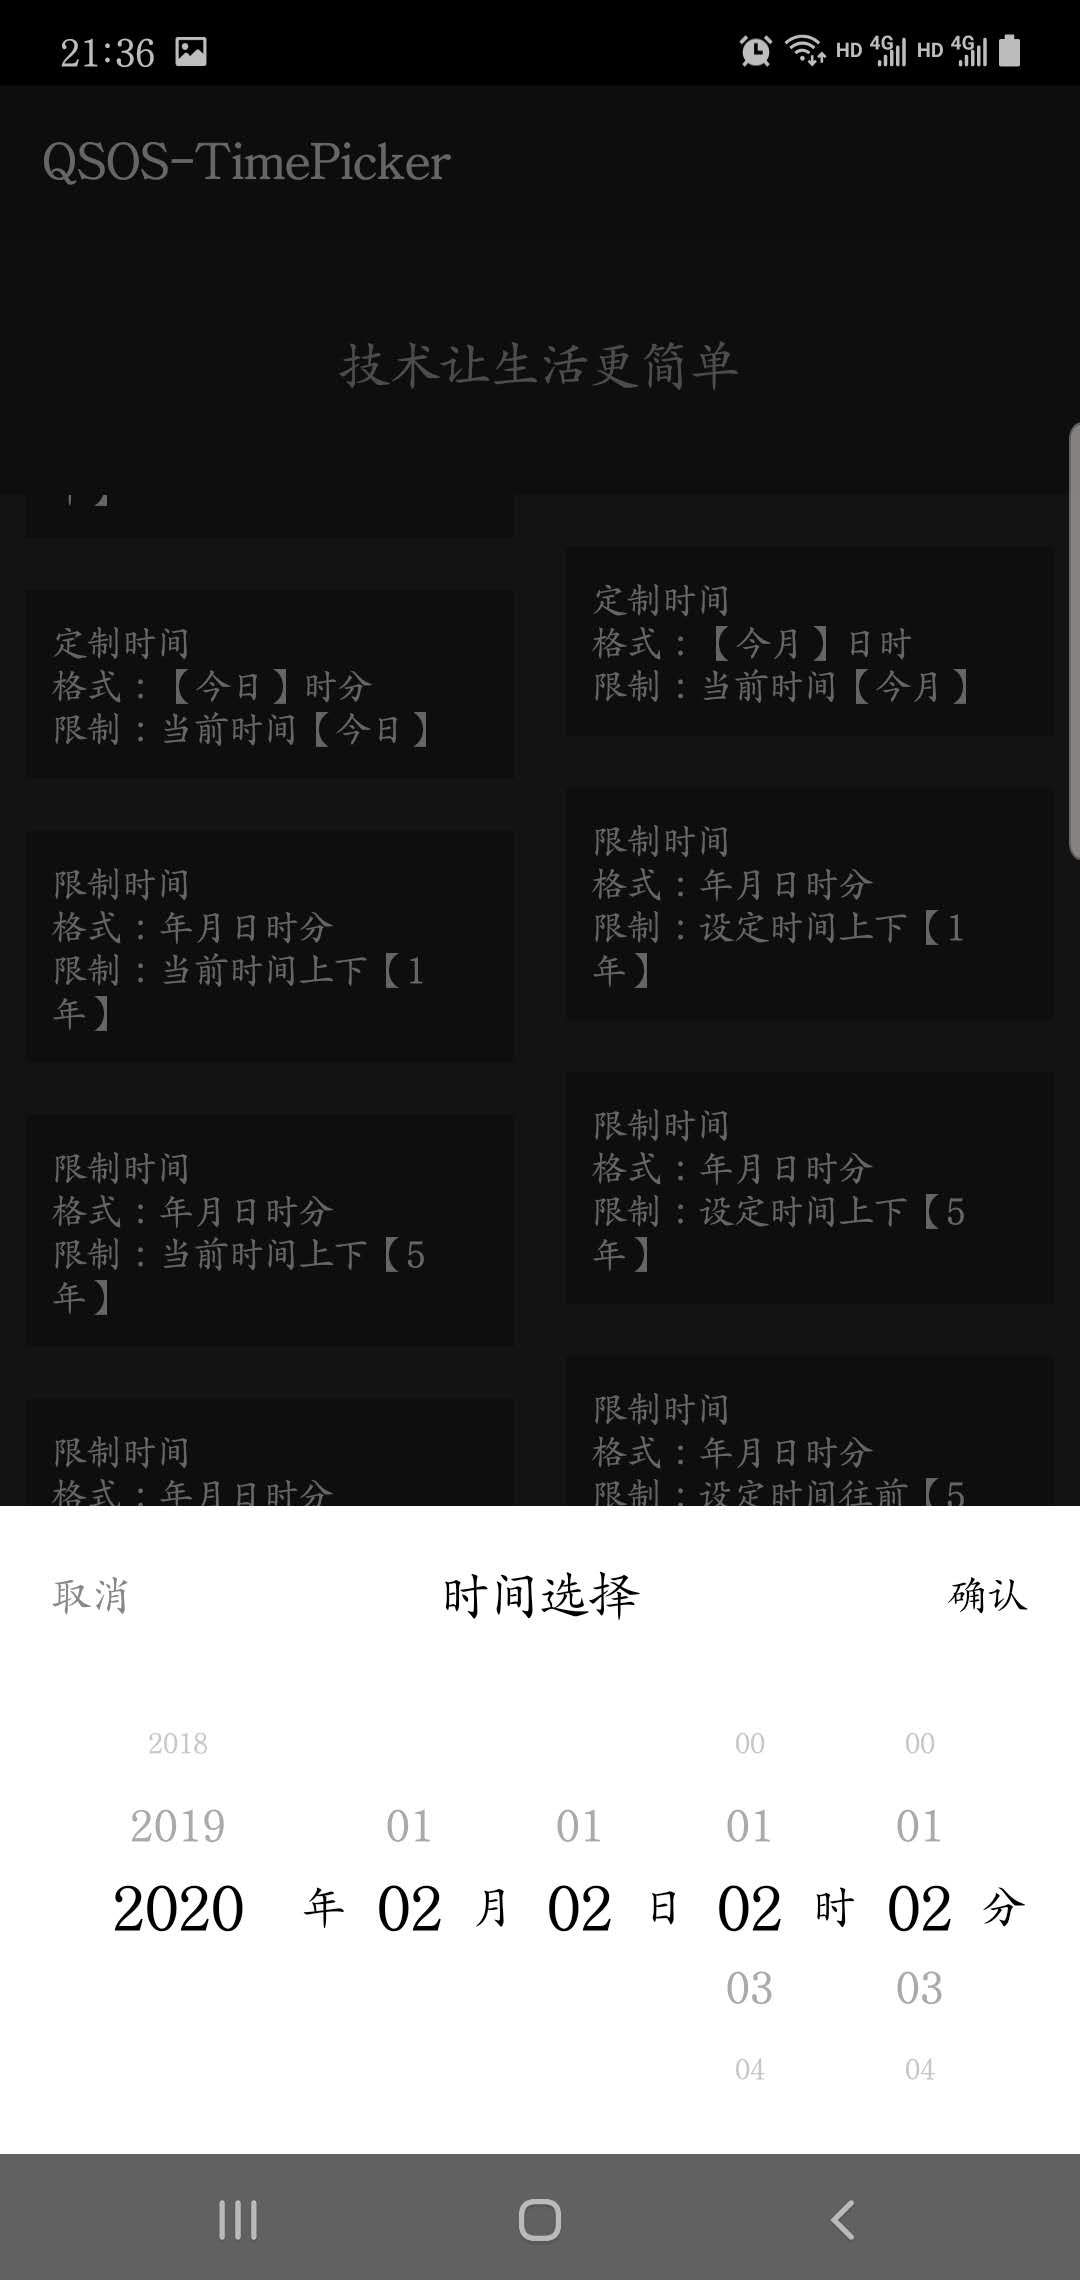 21:36 HD 4G HD 4G
QSOS-TimePicker
技术让生活更简单
年】
定制时间
格式：【今日】时分
限制：当前时间【今日】
限制时间
格式：年月日时分
限制：当前时间上下【1
年】
限制时间
格式：年月日时分
限制：当前时间上下【5
年】
限制时间
格式：年月日时分
定制时间
格式：【今月】日时
限制：当前时间【今月】
限制时间
格式：年月日时分
限制：设定时间上下【1
年】
限制时间
格式：年月日时分
限制：设定时间上下【5
年】
限制时间
格式：年月日时分
限制：设定时间往前【5
取消 时间选择 确认
2018 00 00
2019 01 01 01 01
2020 年 02 月 02 日 02 时 02 分
03 03
04 04